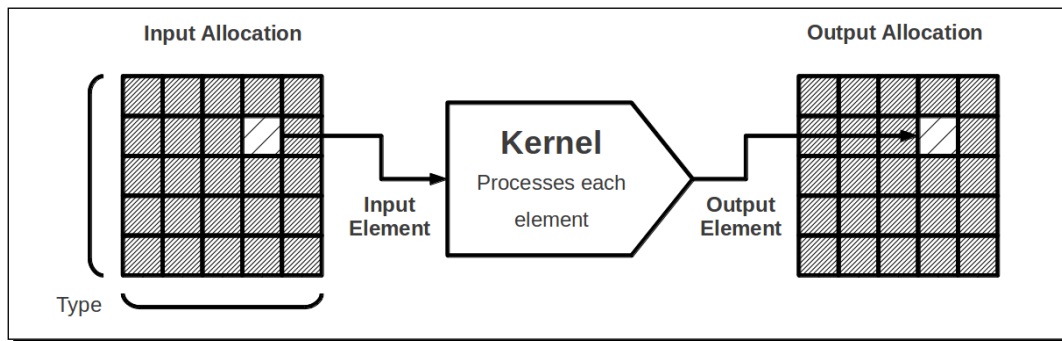 Input Allocation
Output Allocation
Kernel
Processes each
element
Input
Element
Output
Element
Type